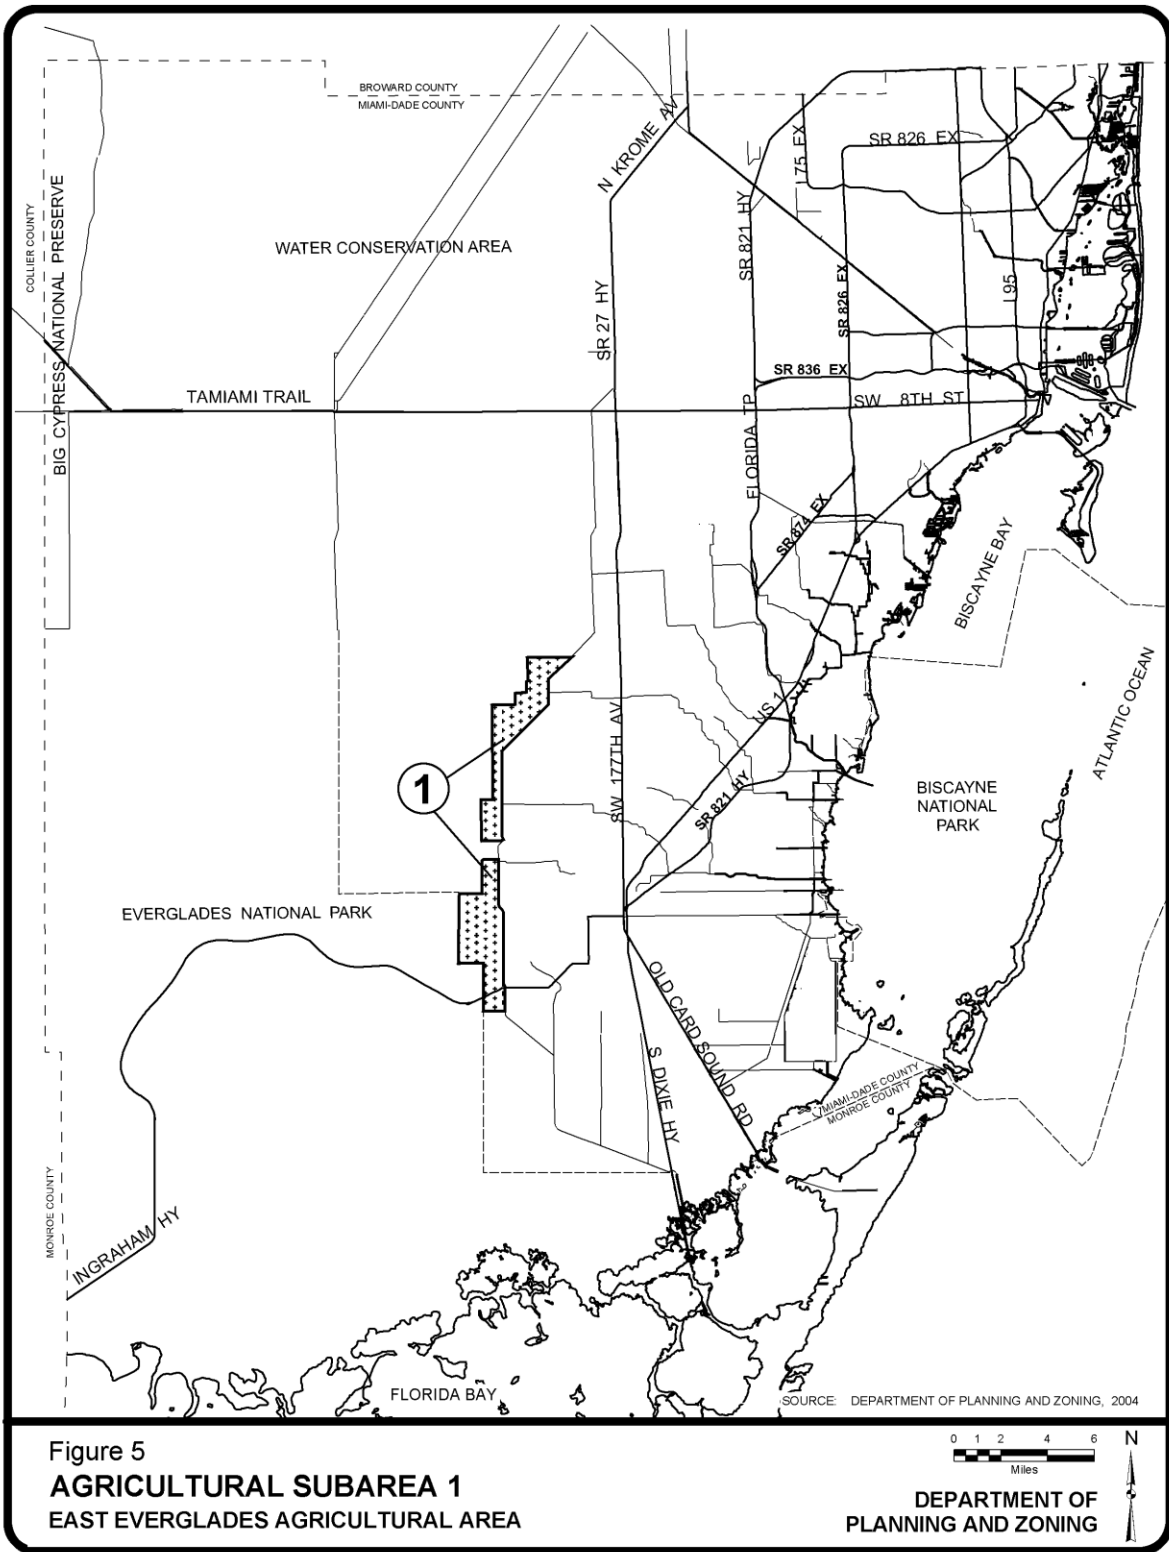 BROWARD COUNTY
MIAMI-DADE COUNTY
N KROME AV
I 75 EX
SR 826 EX
COLLIER COUNTY
BIG CYPRESS NATIONAL PRESERVE
WATER CONSERVATION AREA
SR 27 HY
SR 821 HY
SR 826 EX
I 95
TAMIAMI TRAIL
SR 836 EX
SW 8TH ST
FLORIDA TP
SR 874 EX
BISCAYNE BAY
ATLANTIC OCEAN
US 1
SW 177TH AV
1
SR 821 HY
BISCAYNE
NATIONAL
PARK
EVERGLADES NATIONAL PARK
OLD CARD SOUND RD
S DIXIE HY
MIAMI-DADE COUNTY
MONROE COUNTY
MONROE COUNTY
INGRAHAM HY
FLORIDA BAY
SOURCE: DEPARTMENT OF PLANNING AND ZONING, 2004
Figure 5
AGRICULTURAL SUBAREA 1
EAST EVERGLADES AGRICULTURAL AREA
0 1 2 4 6
Miles
N
DEPARTMENT OF
PLANNING AND ZONING